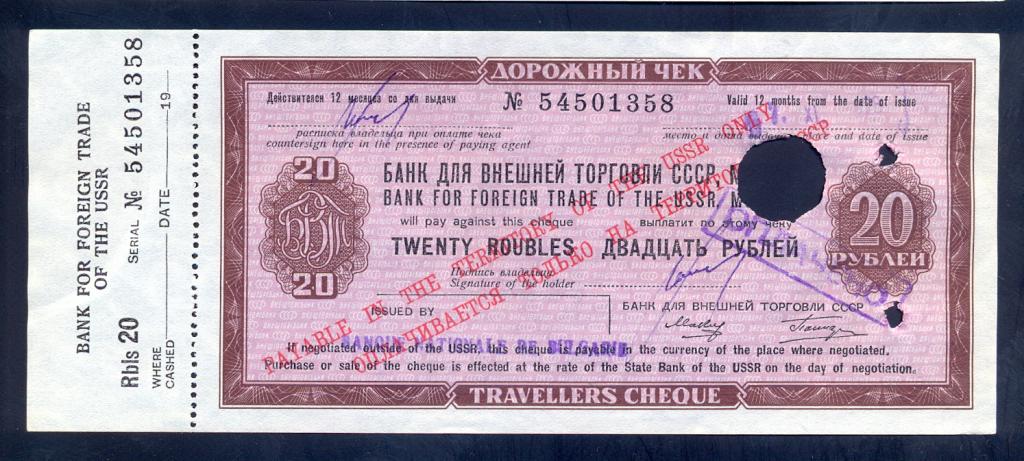 BANK FOR FOREIGN TRADE
OF THE USSR
SERIAL № 54501358
Rbls 20
WHERE
CASHED
DATE 19
ДОРОЖНЫЙ ЧЕК
Действителен 12 месяцев со дня выдачи
№ 54501358
Valid 12 months from the date of issue
расписка владельца при оплате чека
countersign here in the presence of paying agent
место и дата выдачи
place and date of issue
20
БАНК ДЛЯ ВНЕШНЕЙ ТОРГОВЛИ СССР,
BANK FOR FOREIGN TRADE OF THE USSR,
will pay against this cheque
выплатит по этому чеку
TWENTY ROUBLES ДВАДЦАТЬ РУБЛЕЙ
20
РУБЛЕЙ
20
Подпись владельца
Signature of the holder
PAYABLE IN THE TERRITORY OF THE USSR ONLY
ОПЛАЧИВАЕТСЯ ТОЛЬКО НА СССР
ISSUED BY
БАНК ДЛЯ ВНЕШНЕЙ ТОРГОВЛИ СССР
NATIONALE DE BULGARIE
If negotiated outside of the USSR, this cheque is payable in the currency of the place where negotiated.
Purchase or sale of the cheque is effected at the rate of the State Bank of the USSR on the day of negotiation.
TRAVELLERS CHEQUE